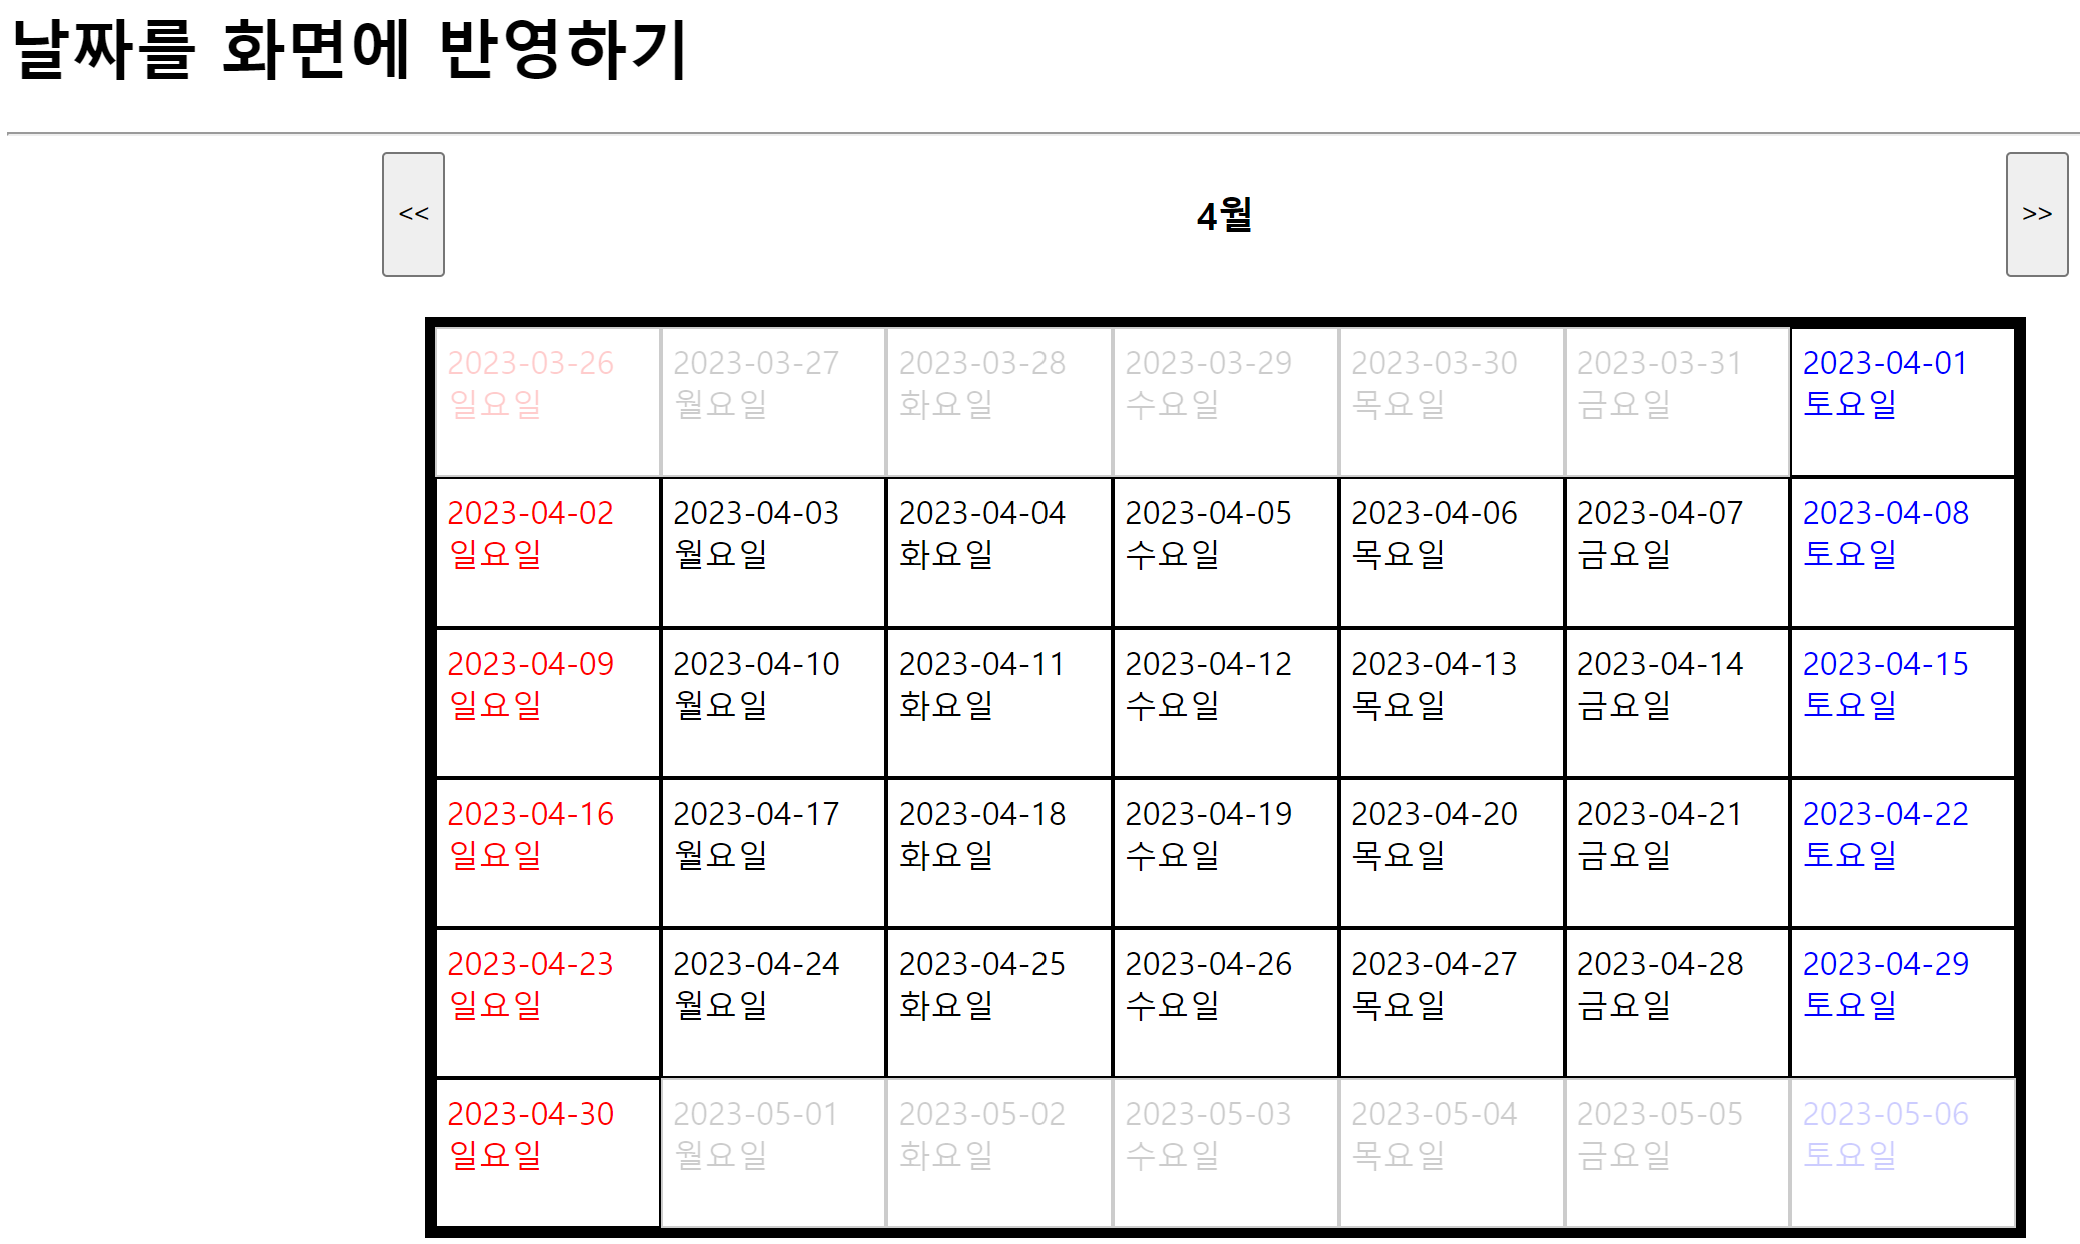 날짜를 화면에 반영하기
<< 4월 >>
2023-03-26 2023-03-27 2023-03-28 2023-03-29 2023-03-30 2023-03-31 2023-04-01
일요일 월요일 화요일 수요일 목요일 금요일 토요일
2023-04-02 2023-04-03 2023-04-04 2023-04-05 2023-04-06 2023-04-07 2023-04-08
일요일 월요일 화요일 수요일 목요일 금요일 토요일
2023-04-09 2023-04-10 2023-04-11 2023-04-12 2023-04-13 2023-04-14 2023-04-15
일요일 월요일 화요일 수요일 목요일 금요일 토요일
2023-04-16 2023-04-17 2023-04-18 2023-04-19 2023-04-20 2023-04-21 2023-04-22
일요일 월요일 화요일 수요일 목요일 금요일 토요일
2023-04-23 2023-04-24 2023-04-25 2023-04-26 2023-04-27 2023-04-28 2023-04-29
일요일 월요일 화요일 수요일 목요일 금요일 토요일
2023-04-30 2023-05-01 2023-05-02 2023-05-03 2023-05-04 2023-05-05 2023-05-06
일요일 월요일 화요일 수요일 목요일 금요일 토요일